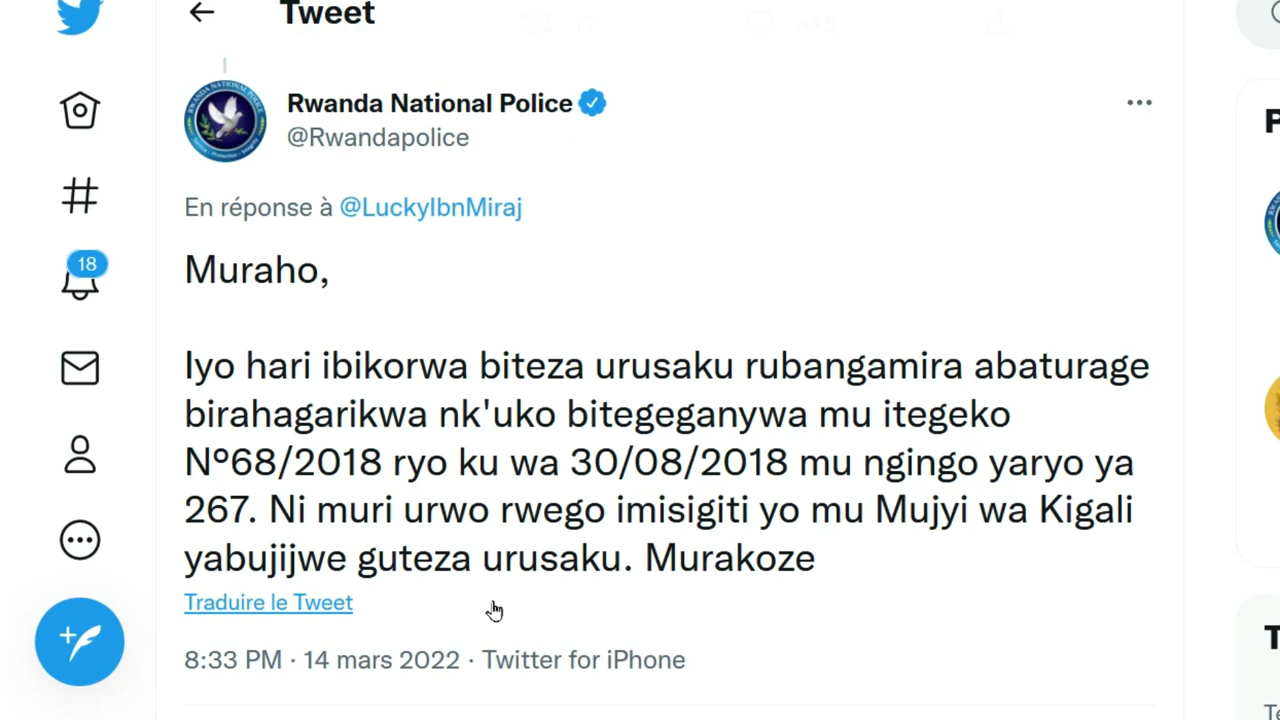 Tweet
Rwanda National Police
@Rwandapolice
En réponse à @LuckyIbnMiraj
18
Muraho,
Iyo hari ibikorwa biteza urusaku rubangamira abaturage
birahagarikwa nk'uko bitegeganywa mu itegeko
N°68/2018 ryo ku wa 30/08/2018 mu ngingo yaryo ya
267. Ni muri urwo rwego imisigiti yo mu Mujyi wa Kigali
yabujijwe guteza urusaku. Murakoze
Traduire le Tweet
8:33 PM · 14 mars 2022 · Twitter for iPhone